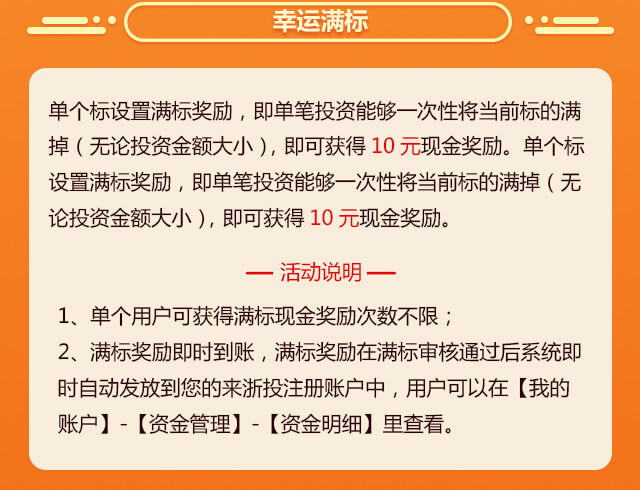 幸运满标
单个标设置满标奖励，即单笔投资能够一次性将当前标的满
掉（无论投资金额大小），即可获得 10 元现金奖励。单个标
设置满标奖励，即单笔投资能够一次性将当前标的满掉（无
论投资金额大小），即可获得 10 元现金奖励。
活动说明
1、单个用户可获得满标现金奖励次数不限；
2、满标奖励即时到账，满标奖励在满标审核通过后系统即
时自动发放到您的来浙投注册账户中，用户可以在【我的
账户】-【资金管理】-【资金明细】里查看。